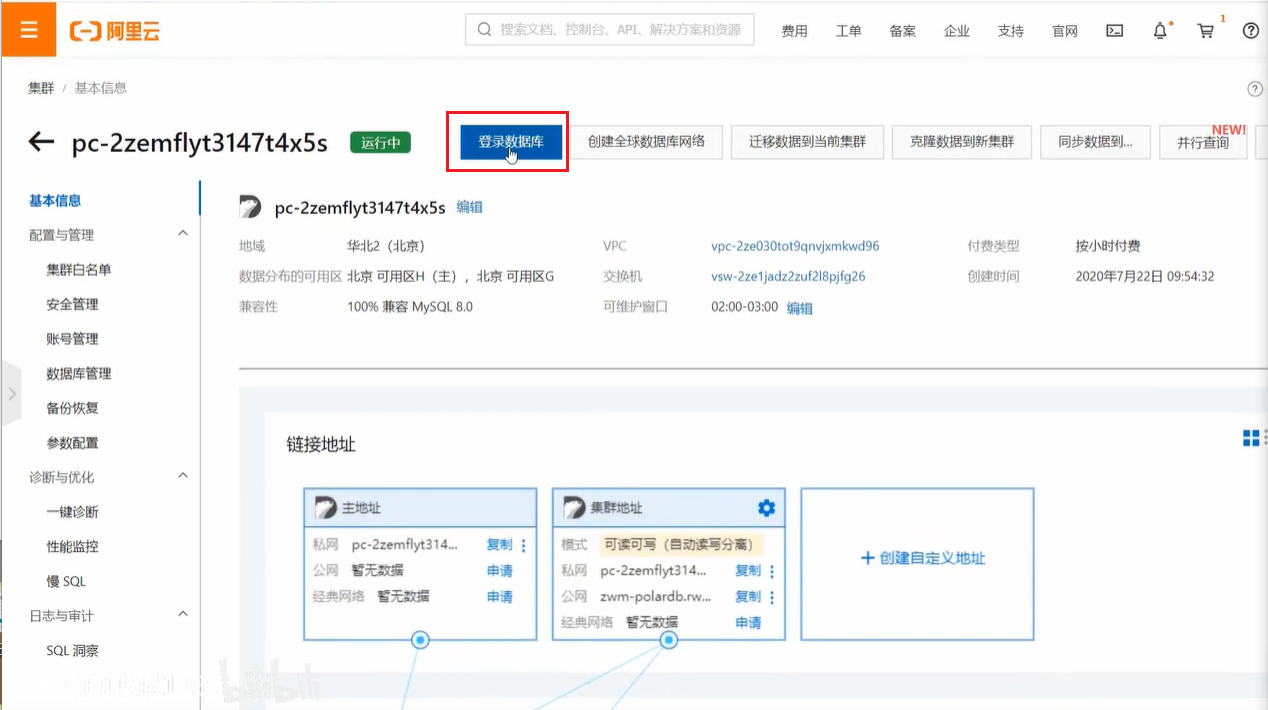 阿里云
搜索文档、控制台、API、解决方案和资源
费用 工单 备案 企业 支持 官网 1
集群 / 基本信息
pc-2zemflyt3147t4x5s 运行中 登录数据库 创建全球数据库网络 迁移数据到当前集群 克隆数据到新集群 同步数据到... 并行查询 NEW!
基本信息
配置与管理
集群白名单
安全管理
账号管理
数据库管理
备份恢复
参数配置
诊断与优化
一键诊断
性能监控
慢 SQL
日志与审计
SQL 洞察
pc-2zemflyt3147t4x5s 编辑
地域 华北2（北京） VPC vpc-2ze030tot9qnvjxmkwd96 付费类型 按小时付费
数据分布的可用区 北京 可用区H（主），北京 可用区G 交换机 vsw-2ze1jadz2zuf2l8pjfg26 创建时间 2020年7月22日 09:54:32
兼容性 100% 兼容 MySQL 8.0 可维护窗口 02:00-03:00 编辑
链接地址
主地址
私网 pc-2zemflyt314... 复制
公网 暂无数据 申请
经典网络 暂无数据 申请
集群地址
模式 可读可写（自动读写分离）
私网 pc-2zemflyt314... 复制
公网 zwm-polardb.rw... 复制
经典网络 暂无数据 申请
+ 创建自定义地址
bilibili